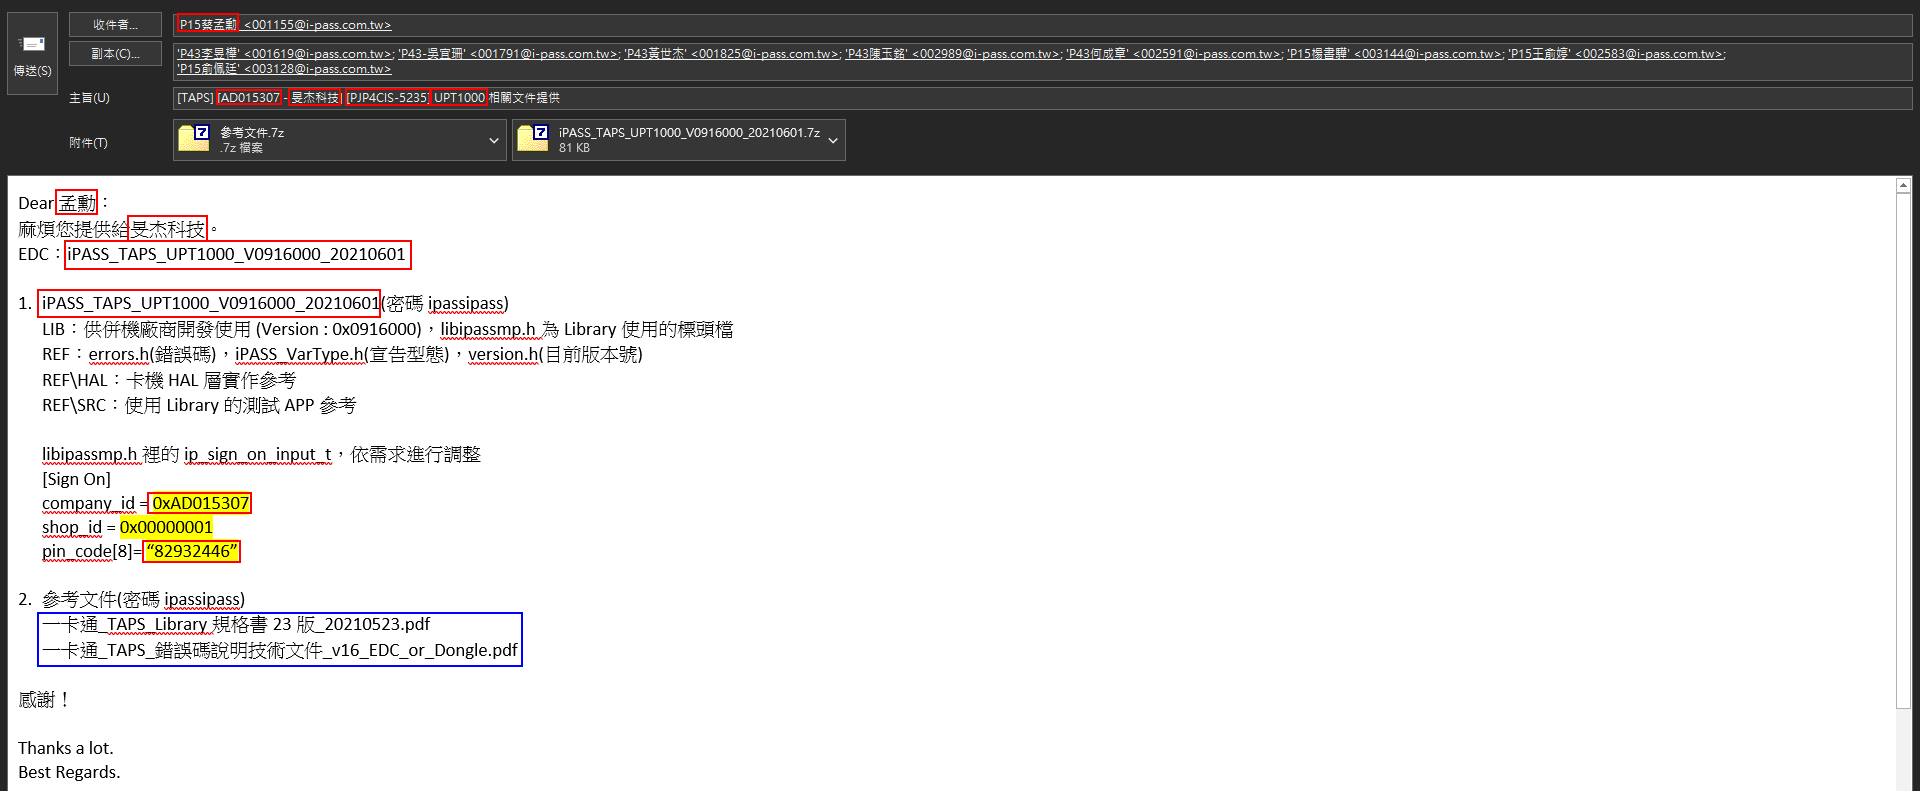 收件者...
'P15蔡孟勳' <001155@i-pass.com.tw>
傳送(S)
副本(C)...
'P43李昱樺' <001619@i-pass.com.tw>; 'P43-吳宜珊' <001791@i-pass.com.tw>; 'P43黃世杰' <001825@i-pass.com.tw>; 'P43陳玉銘' <002989@i-pass.com.tw>; 'P43何成章' <002591@i-pass.com.tw>; 'P15楊書驊' <003144@i-pass.com.tw>; 'P15王俞婷' <002583@i-pass.com.tw>;
'P15俞佩廷' <003128@i-pass.com.tw>
主旨(U)
[TAPS] [AD015307 - 旻杰科技] [PJP4CIS-5235] UPT1000 相關文件提供
附件(T)
參考文件.7z
.7z 檔案
iPASS_TAPS_UPT1000_V0916000_20210601.7z
81 KB
Dear 孟勳：
麻煩您提供給旻杰科技。
EDC：iPASS_TAPS_UPT1000_V0916000_20210601
1. iPASS_TAPS_UPT1000_V0916000_20210601(密碼 ipassipass)
LIB：供併機廠商開發使用 (Version : 0x0916000)，libipassmp.h 為 Library 使用的標頭檔
REF：errors.h(錯誤碼)，iPASS_VarType.h(宣告型態)，version.h(目前版本號)
REF\HAL：卡機 HAL 層實作參考
REF\SRC：使用 Library 的測試 APP 參考
libipassmp.h 裡的 ip_sign_on_input_t，依需求進行調整
[Sign On]
company_id = 0xAD015307
shop_id = 0x00000001
pin_code[8]= “82932446”
2. 參考文件(密碼 ipassipass)
一卡通_TAPS_Library 規格書 23 版_20210523.pdf
一卡通_TAPS_錯誤碼說明技術文件_v16_EDC_or_Dongle.pdf
感謝！
Thanks a lot.
Best Regards.